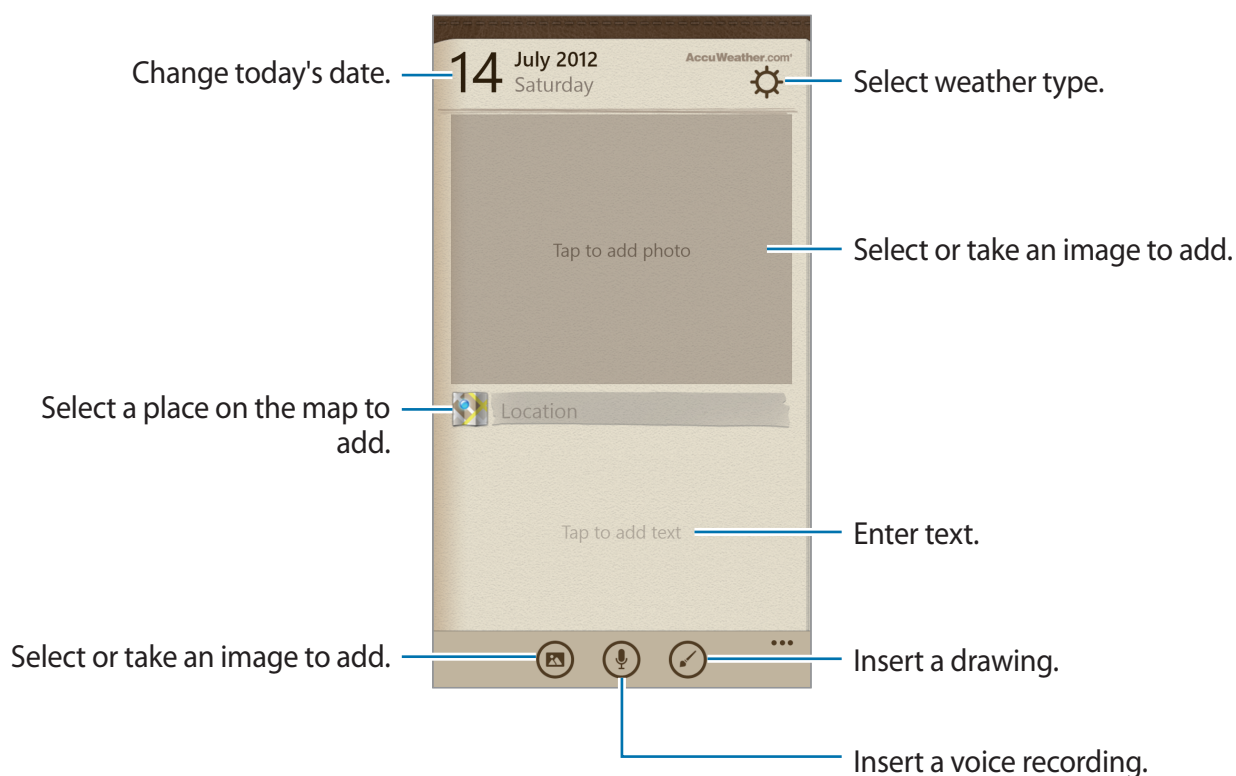 14
July 2012
Saturday
AccuWeather.com
Change today's date.
Select weather type.
Tap to add photo
Select or take an image to add.
Select a place on the map to
add.
Location
Tap to add text
Enter text.
Select or take an image to add.
Insert a drawing.
Insert a voice recording.